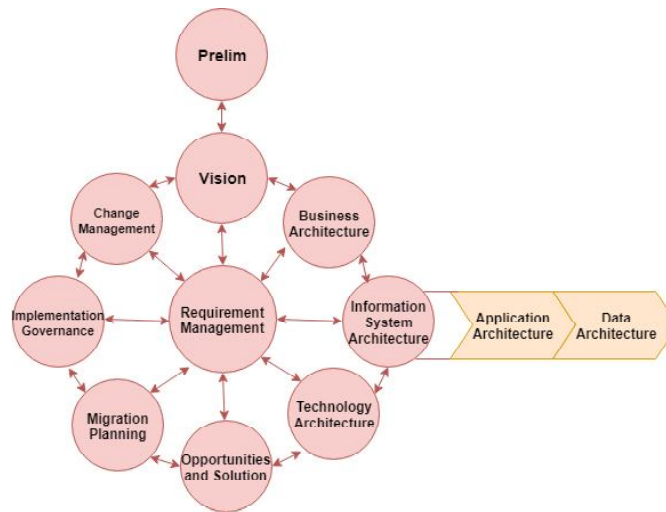 Prelim
Vision
Change
Management
Business
Architecture
Implementation
Governance
Requirement
Management
Information
System
Architecture
Application
Architecture
Data
Architecture
Migration
Planning
Technology
Architecture
Opportunities
and Solution